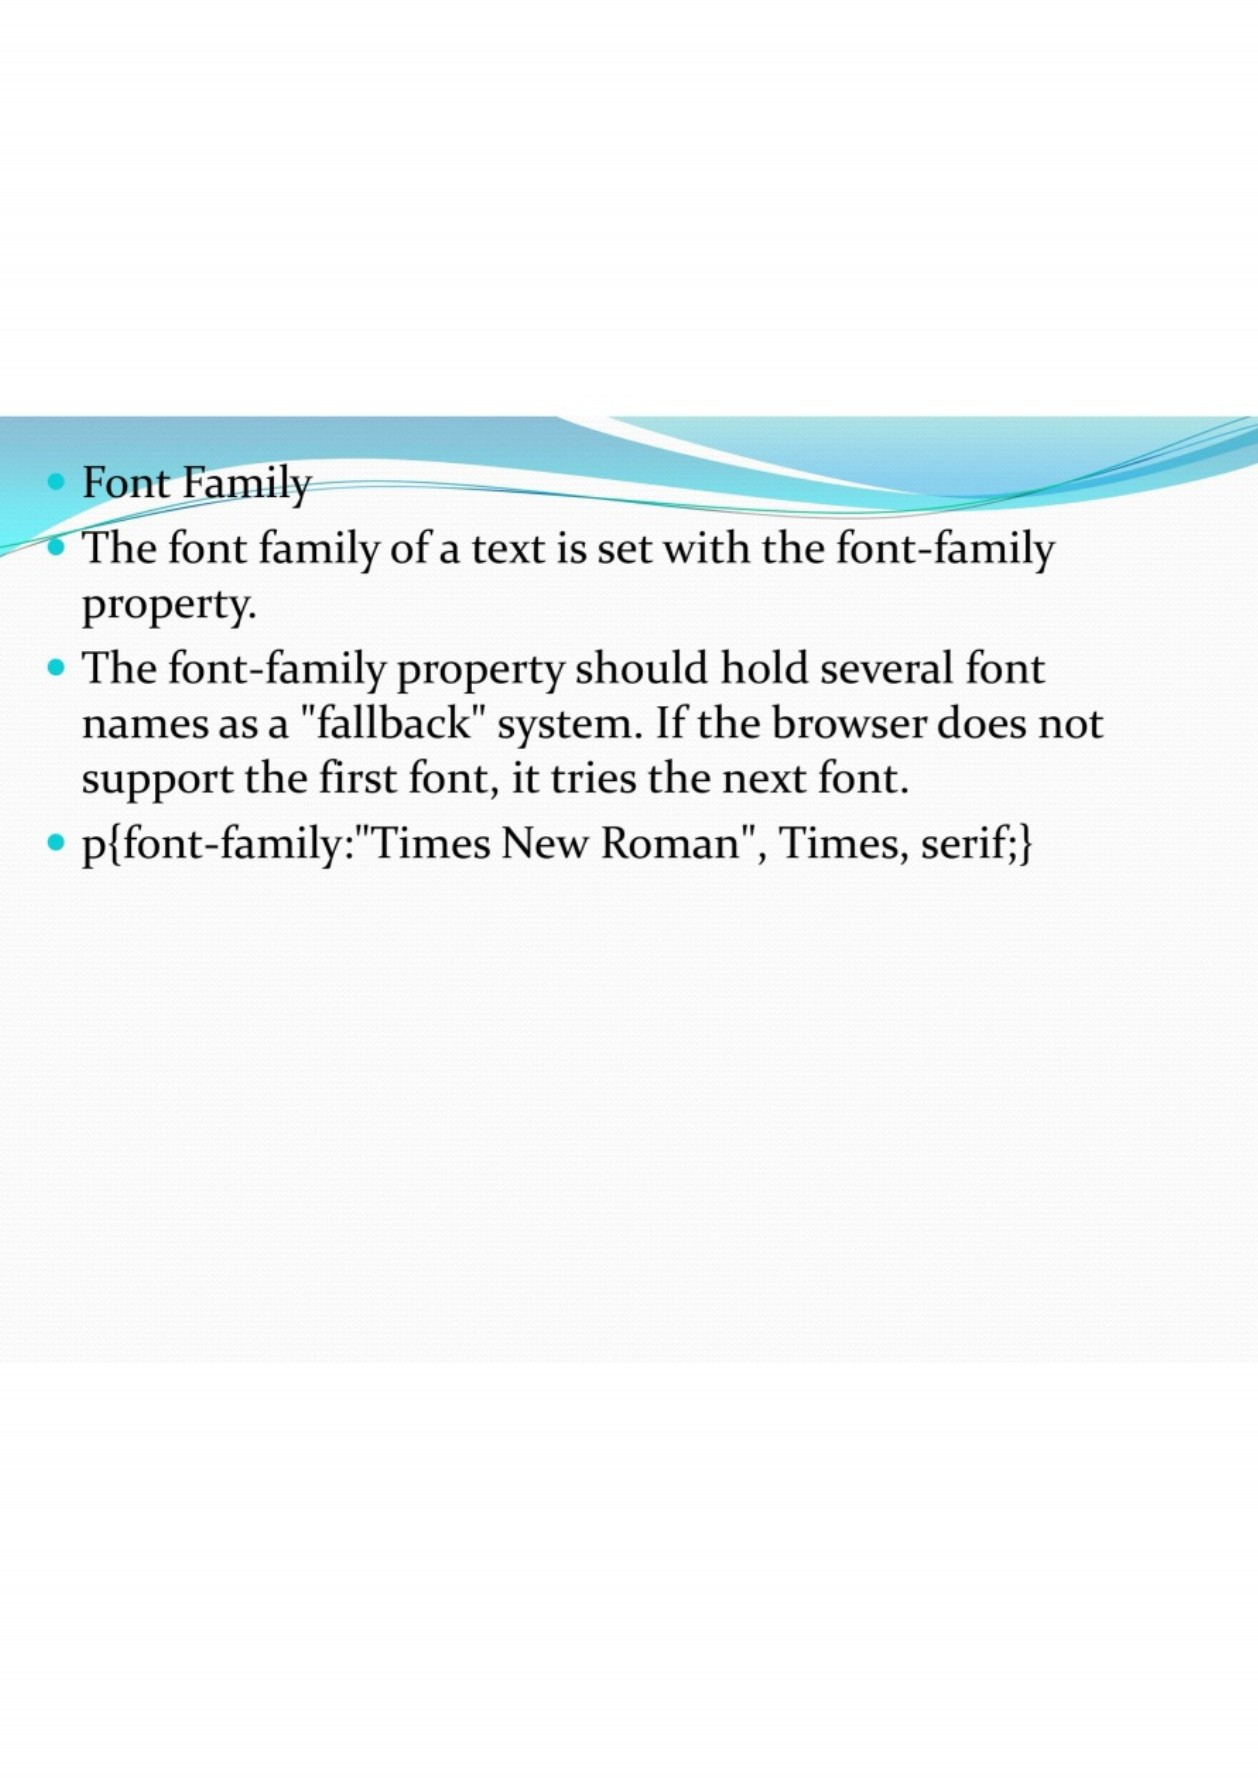 Font Family
The font family of a text is set with the font-family
property.
The font-family property should hold several font
names as a "fallback" system. If the browser does not
support the first font, it tries the next font.
p{font-family:"Times New Roman", Times, serif;}